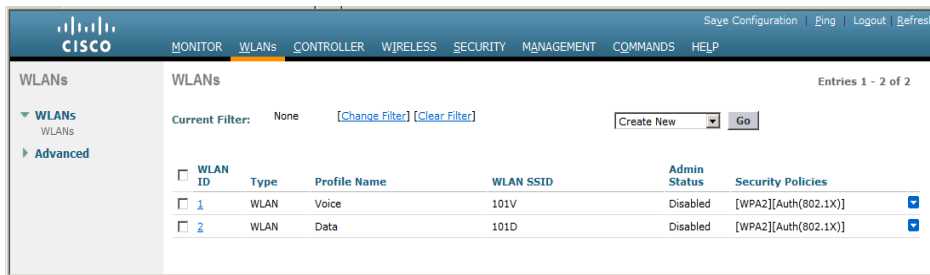 Save Configuration | Ping | Logout | Refresh
CISCO
MONITOR WLANs CONTROLLER WIRELESS SECURITY MANAGEMENT COMMANDS HELP
WLANs
WLANs
WLANs
Advanced
WLANs
Entries 1 - 2 of 2
Current Filter: None [Change Filter] [Clear Filter]
Create New Go
WLAN ID Type Profile Name WLAN SSID Admin Status Security Policies
1 WLAN Voice 101V Disabled [WPA2][Auth(802.1X)]
2 WLAN Data 101D Disabled [WPA2][Auth(802.1X)]